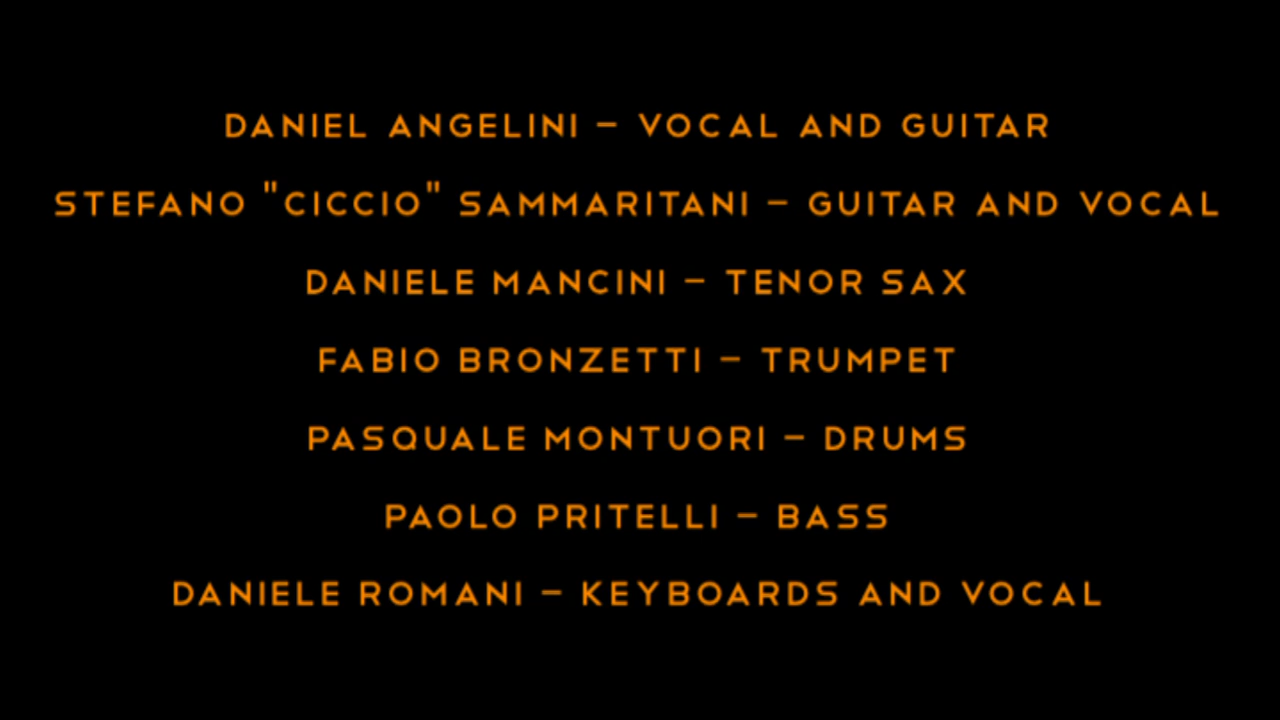 DANIEL ANGELINI – VOCAL AND GUITAR
STEFANO "CICCIO" SAMMARITANI – GUITAR AND VOCAL
DANIELE MANCINI – TENOR SAX
FABIO BRONZETTI – TRUMPET
PASQUALE MONTUORI – DRUMS
PAOLO PRITELLI – BASS
DANIELE ROMANI – KEYBOARDS AND VOCAL